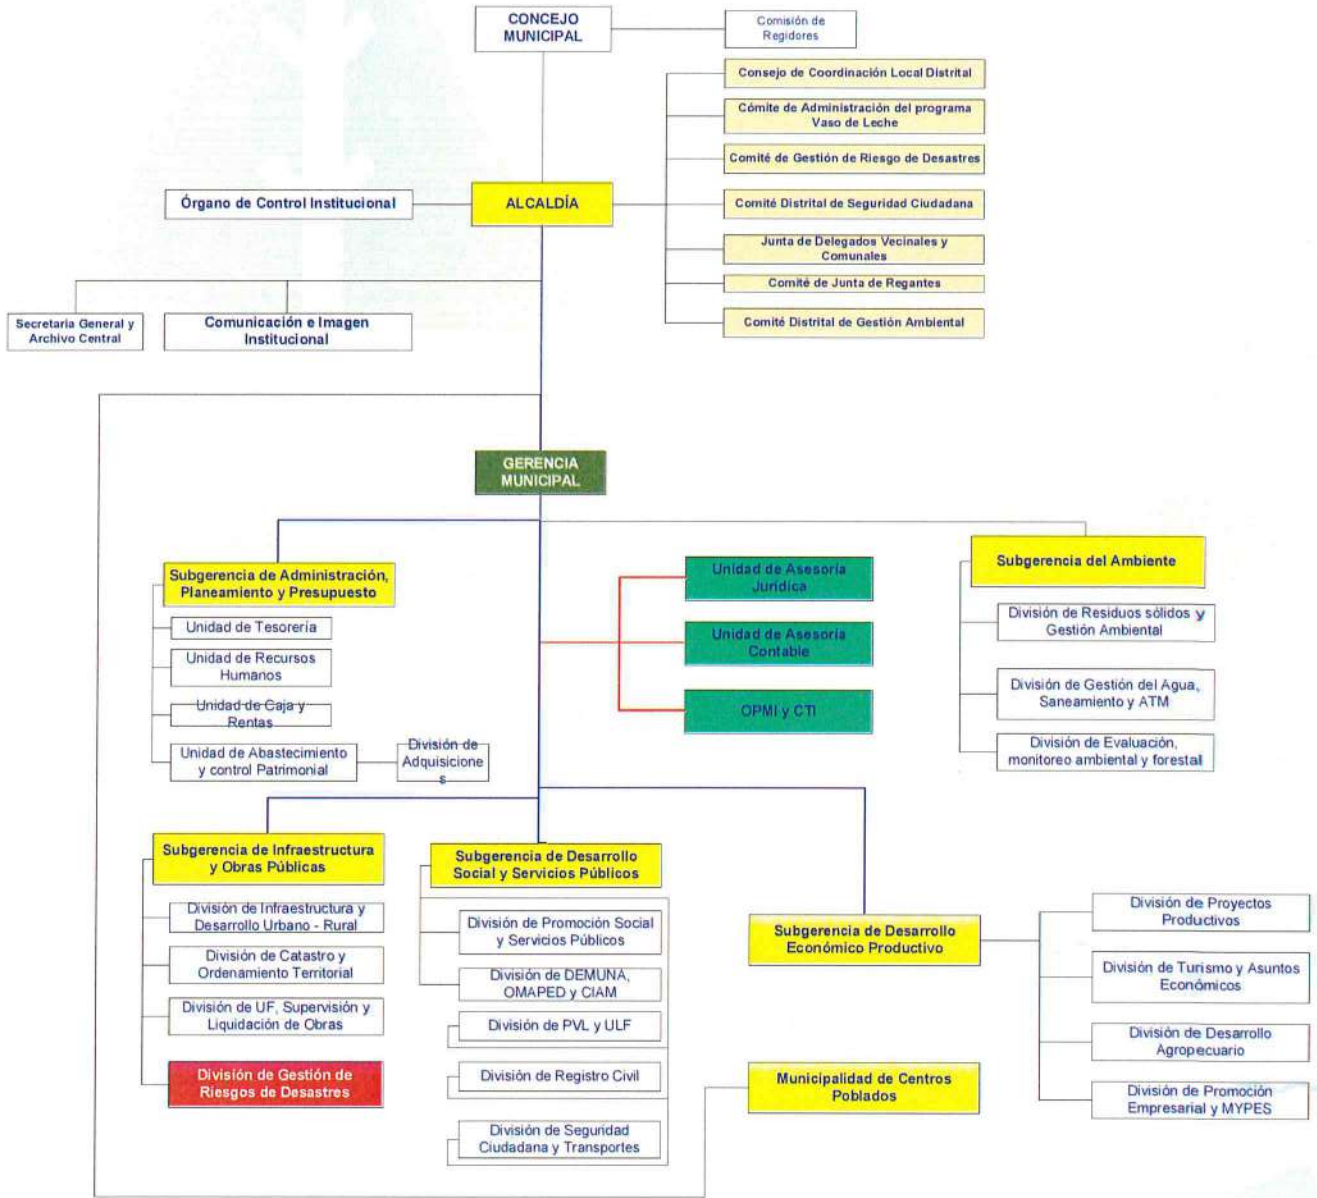 CONCEJO
MUNICIPAL
Comisión de
Regidores
Consejo de Coordinación Local Distrital
Cómite de Administración del programa
Vaso de Leche
Comité de Gestión de Riesgo de Desastres
Órgano de Control Institucional
ALCALDÍA
Comité Distrital de Seguridad Ciudadana
Junta de Delegados Vecinales y
Comunales
Comité de Junta de Regantes
Comité Distrital de Gestión Ambiental
Secretaria General y
Archivo Central
Comunicación e Imagen
Institucional
GERENCIA
MUNICIPAL
Subgerencia de Administración,
Planeamiento y Presupuesto
Unidad de Tesorería
Unidad de Recursos
Humanos
Unidad de Caja y
Rentas
Unidad de Abastecimiento
y control Patrimonial
División de
Adquisicione
s
Unidad de Asesoría
Jurídica
Unidad de Asesoría
Contable
OPMI y CTI
Subgerencia del Ambiente
División de Residuos sólidos y
Gestión Ambiental
División de Gestión del Agua,
Saneamiento y ATM
División de Evaluación,
monitoreo ambiental y forestal
Subgerencia de Infraestructura
y Obras Públicas
División de Infraestructura y
Desarrollo Urbano - Rural
División de Catastro y
Ordenamiento Territorial
División de UF, Supervisión y
Liquidación de Obras
División de Gestión de
Riesgos de Desastres
Subgerencia de Desarrollo
Social y Servicios Públicos
División de Promoción Social
y Servicios Públicos
División de DEMUNA,
OMAPED y CIAM
División de PVL y ULF
División de Registro Civil
División de Seguridad
Ciudadana y Transportes
Subgerencia de Desarrollo
Económico Productivo
División de Proyectos
Productivos
División de Turismo y Asuntos
Económicos
División de Desarrollo
Agropecuario
División de Promoción
Empresarial y MYPES
Municipalidad de Centros
Poblados